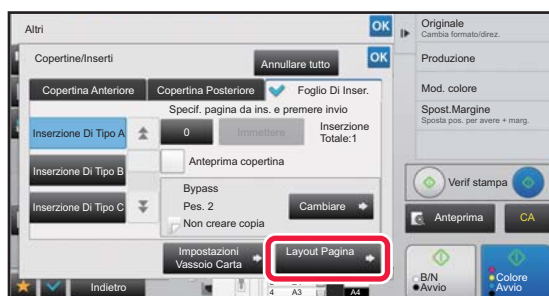 Altri
OK
Copertine/Inserti
Annullare tutto
OK
Copertina Anteriore
Copertina Posteriore
Foglio Di Inser.
Specif. pagina da ins. e premere invio
Inserzione Di Tipo A
0
Immettere
Inserzione
Totale:1
Inserzione Di Tipo B
Anteprima copertina
Inserzione Di Tipo C
Bypass
Pes. 2
Non creare copia
Cambiare
Impostazioni
Vassoio Carta
Layout Pagina
Indietro
4 A3
A4
Originale
Cambia formato/direz.
Produzione
Mod. colore
Spost.Margine
Sposta pos. per avere + marg.
Verif stampa
Anteprima
CA
B/N
Avvio
Colore
Avvio